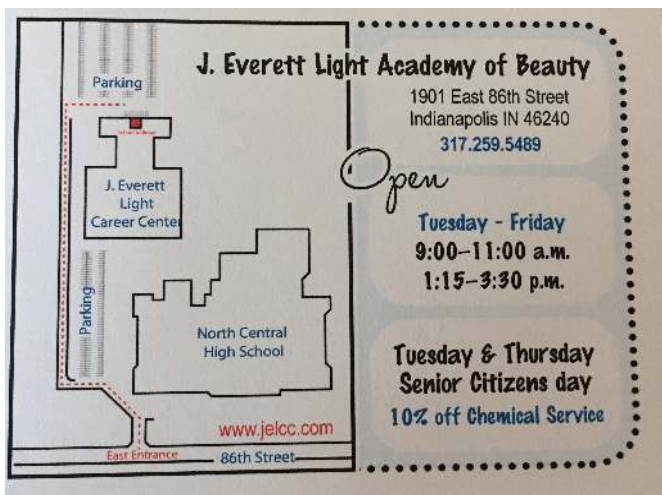 J. Everett Light Academy of Beauty
1901 East 86th Street
Indianapolis IN 46240
317.259.5489
Open
Tuesday - Friday
9:00–11:00 a.m.
1:15–3:30 p.m.
Tuesday & Thursday
Senior Citizens day
10% off Chemical Service
Parking
J. Everett
Light
Career Center
Parking
North Central
High School
www.jelcc.com
East Entrance
86th Street